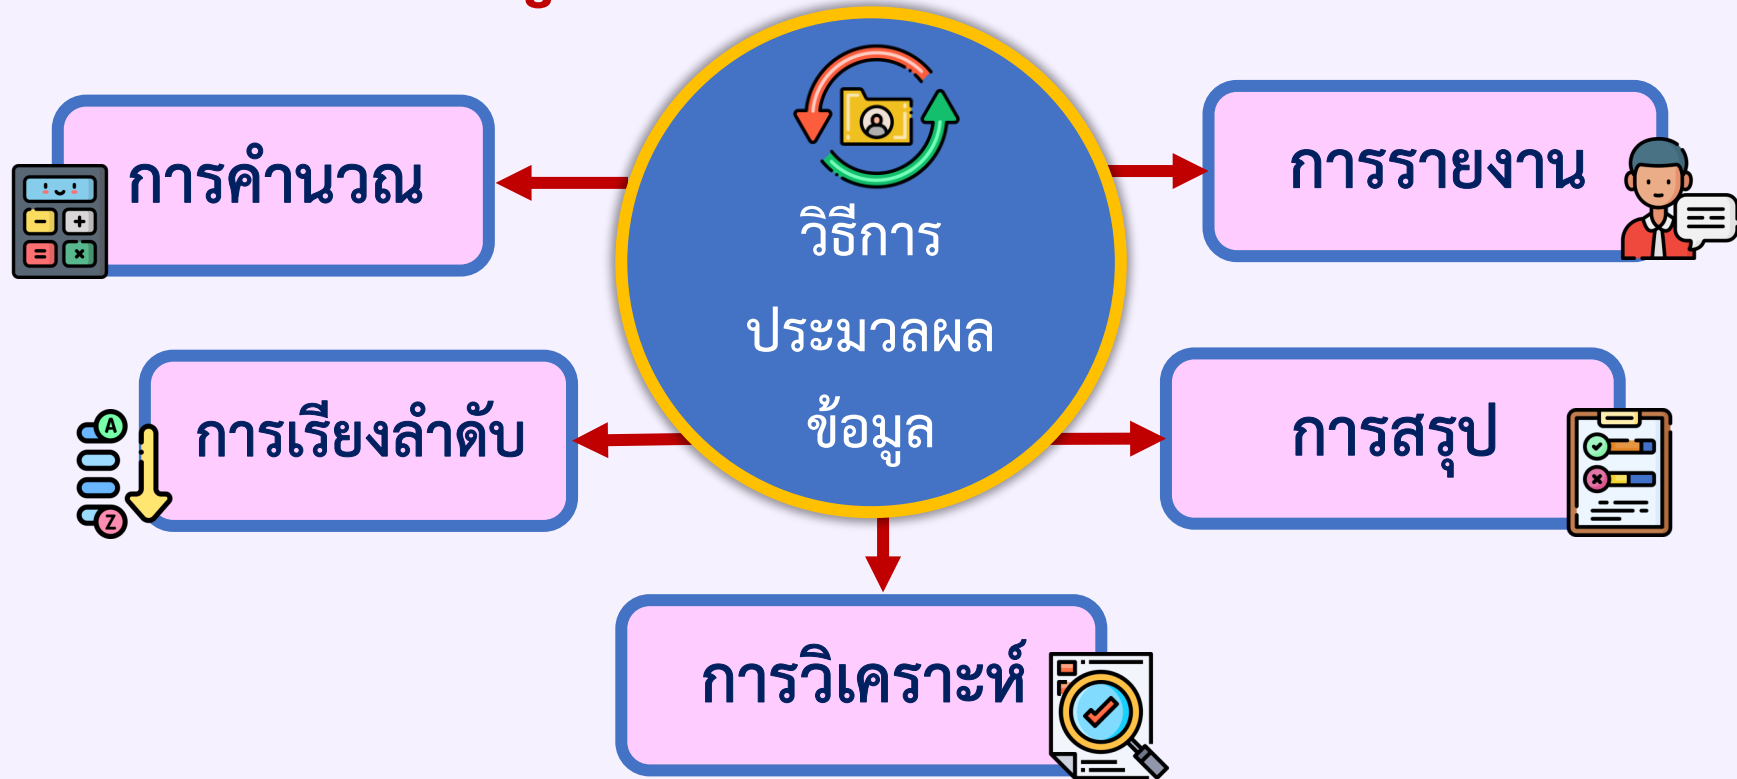 การคำนวณ
การรายงาน
วิธีการ
ประมวลผล
ข้อมูล
การเรียงลำดับ
A
Z
การสรุป
การวิเคราะห์